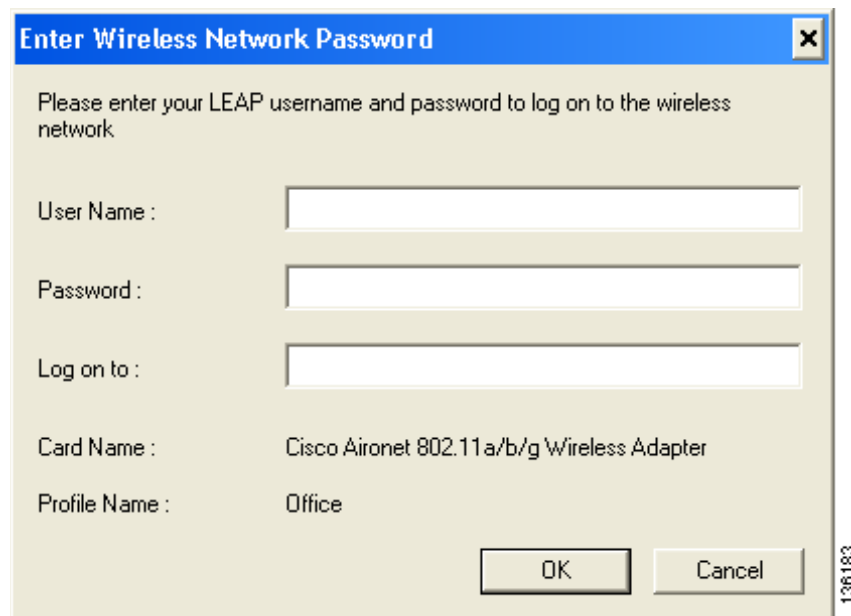 Enter Wireless Network Password
Please enter your LEAP username and password to log on to the wireless
network
User Name :
Password :
Log on to :
Card Name : Cisco Aironet 802.11a/b/g Wireless Adapter
Profile Name : Office
OK Cancel
136183